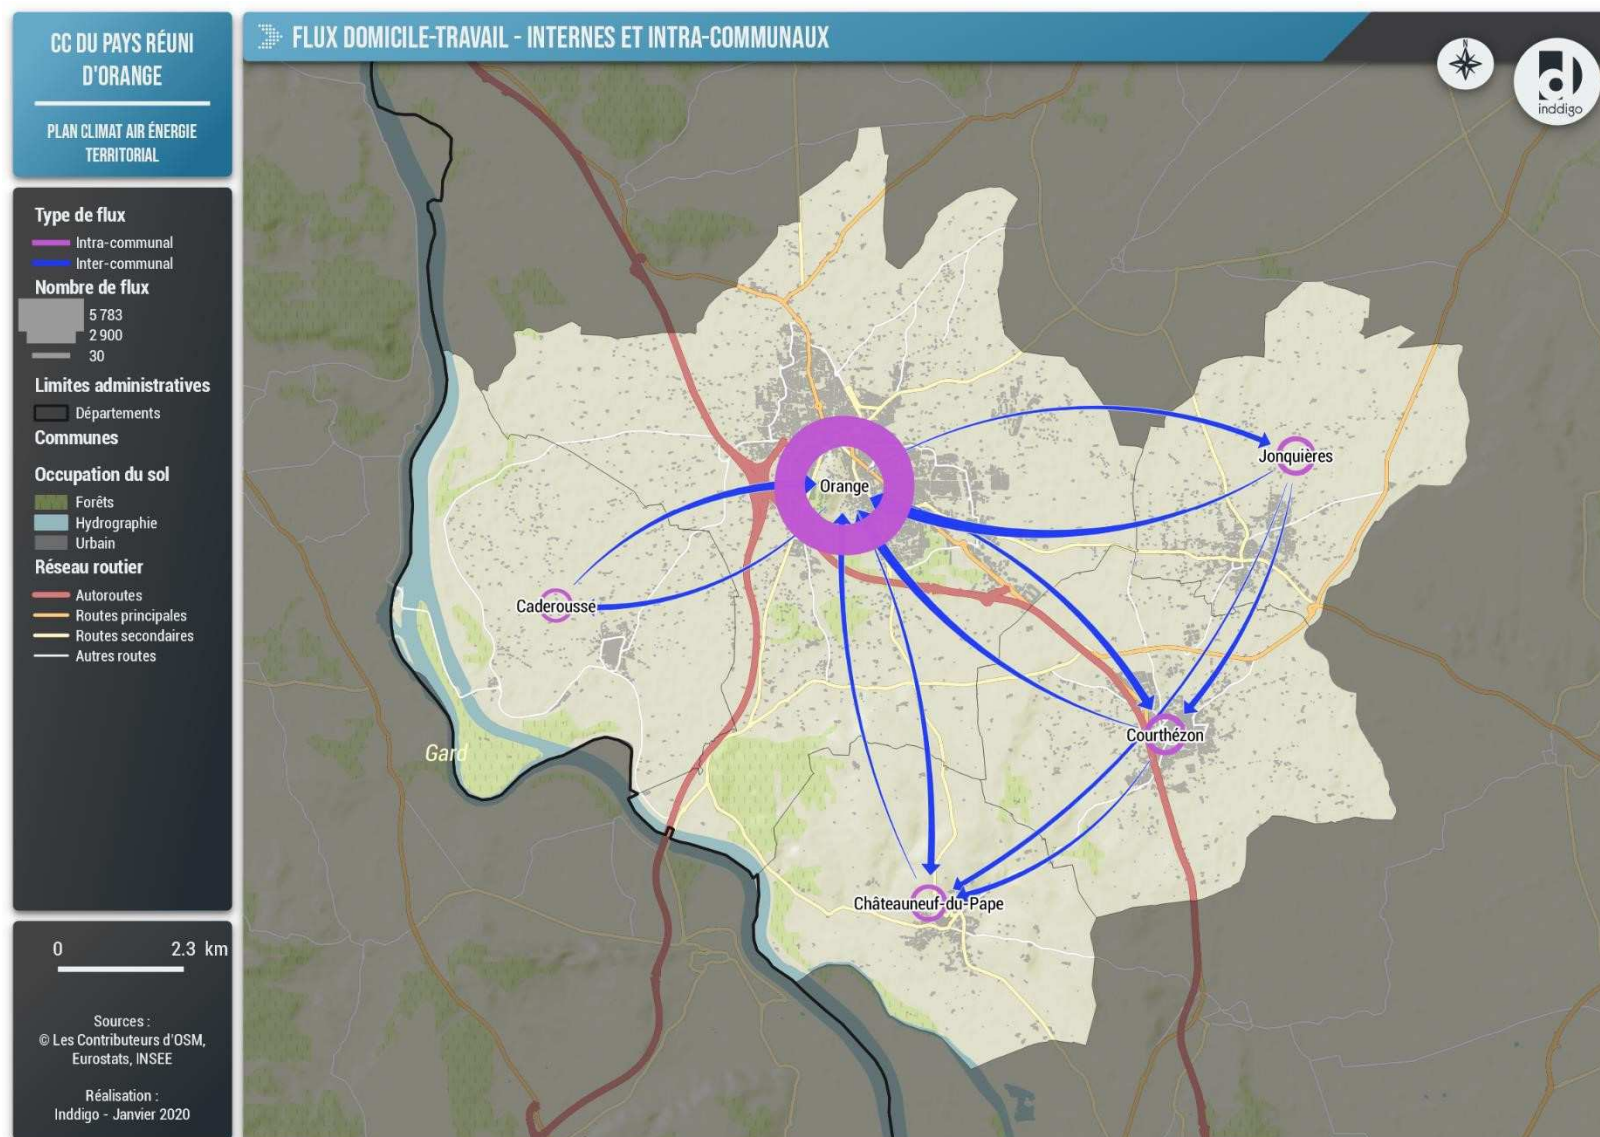 CC DU PAYS RÉUNI
D'ORANGE
PLAN CLIMAT AIR ÉNERGIE
TERRITORIAL
FLUX DOMICILE-TRAVAIL - INTERNES ET INTRA-COMMUNAUX
N
inddigo
Type de flux
Intra-communal
Inter-communal
Nombre de flux
5 783
2 900
30
Limites administratives
Départements
Communes
Occupation du sol
Forêts
Hydrographie
Urbain
Réseau routier
Autoroutes
Routes principales
Routes secondaires
Autres routes
0 2.3 km
Sources :
© Les Contributeurs d'OSM,
Eurostats, INSEE
Réalisation :
Inddigo - Janvier 2020
Jonquières
Orange
Caderousse
Courthézon
Gard
Châteauneuf-du-Pape